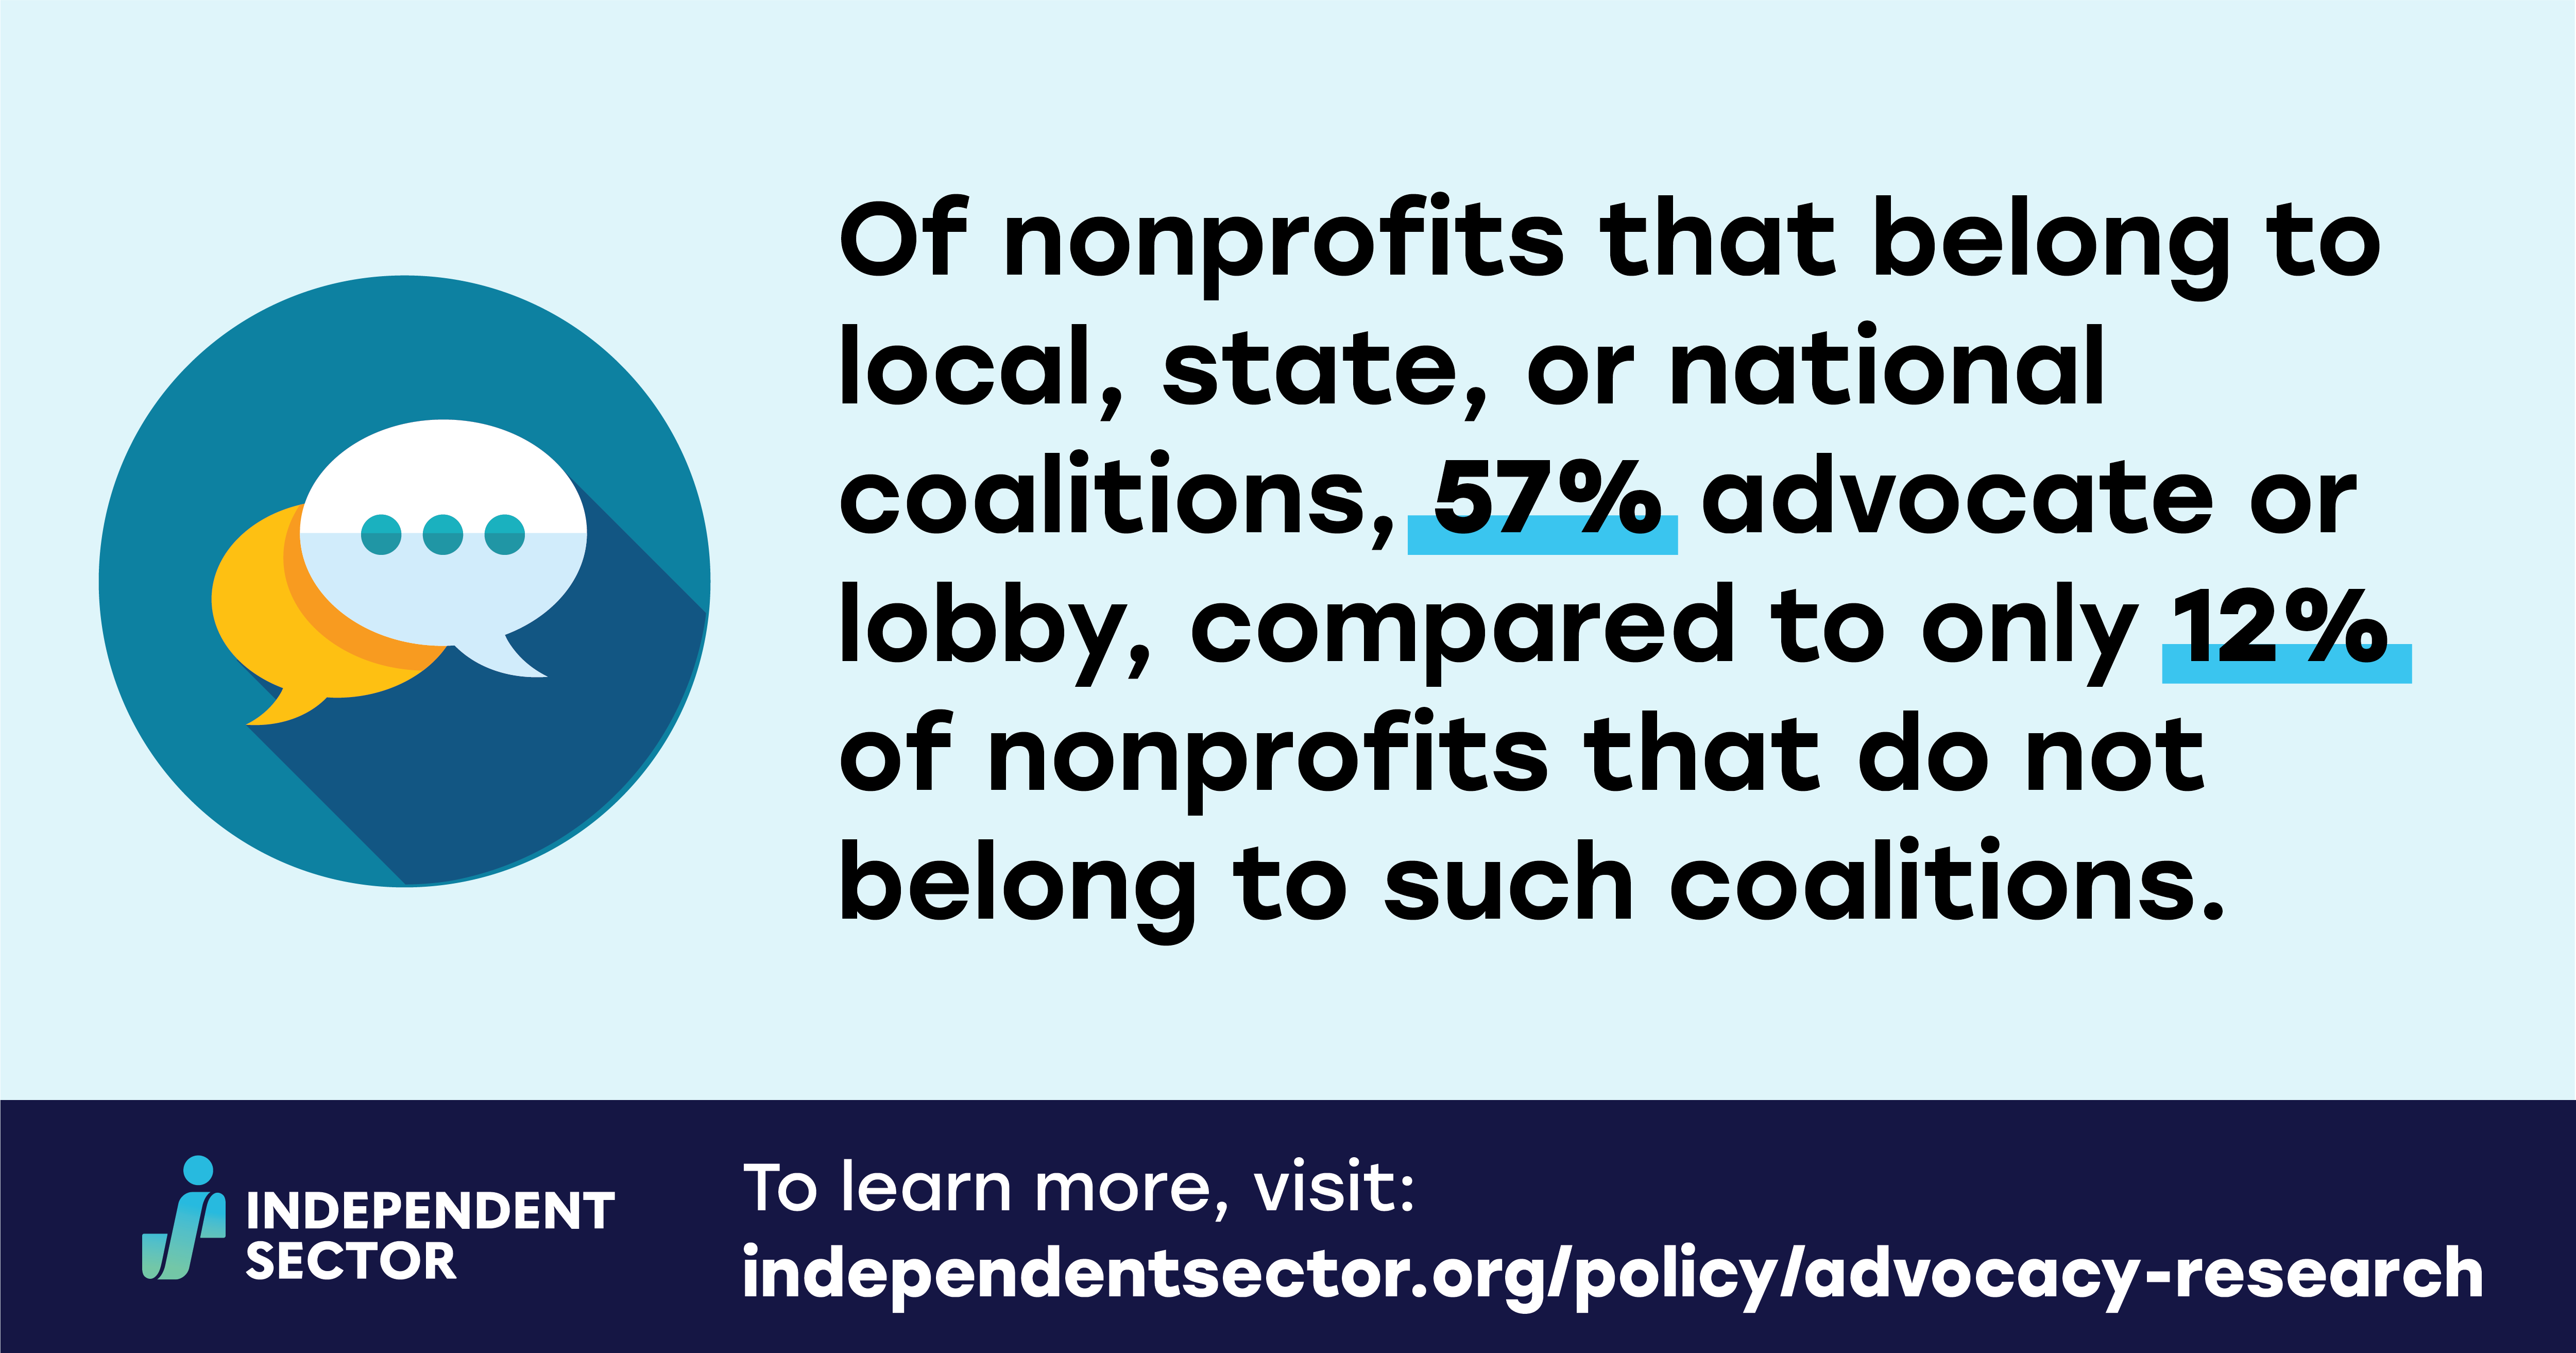 Of nonprofits that belong to
local, state, or national
coalitions, 57% advocate or
lobby, compared to only 12%
of nonprofits that do not
belong to such coalitions.
INDEPENDENT
SECTOR
To learn more, visit:
independentsector.org/policy/advocacy-research